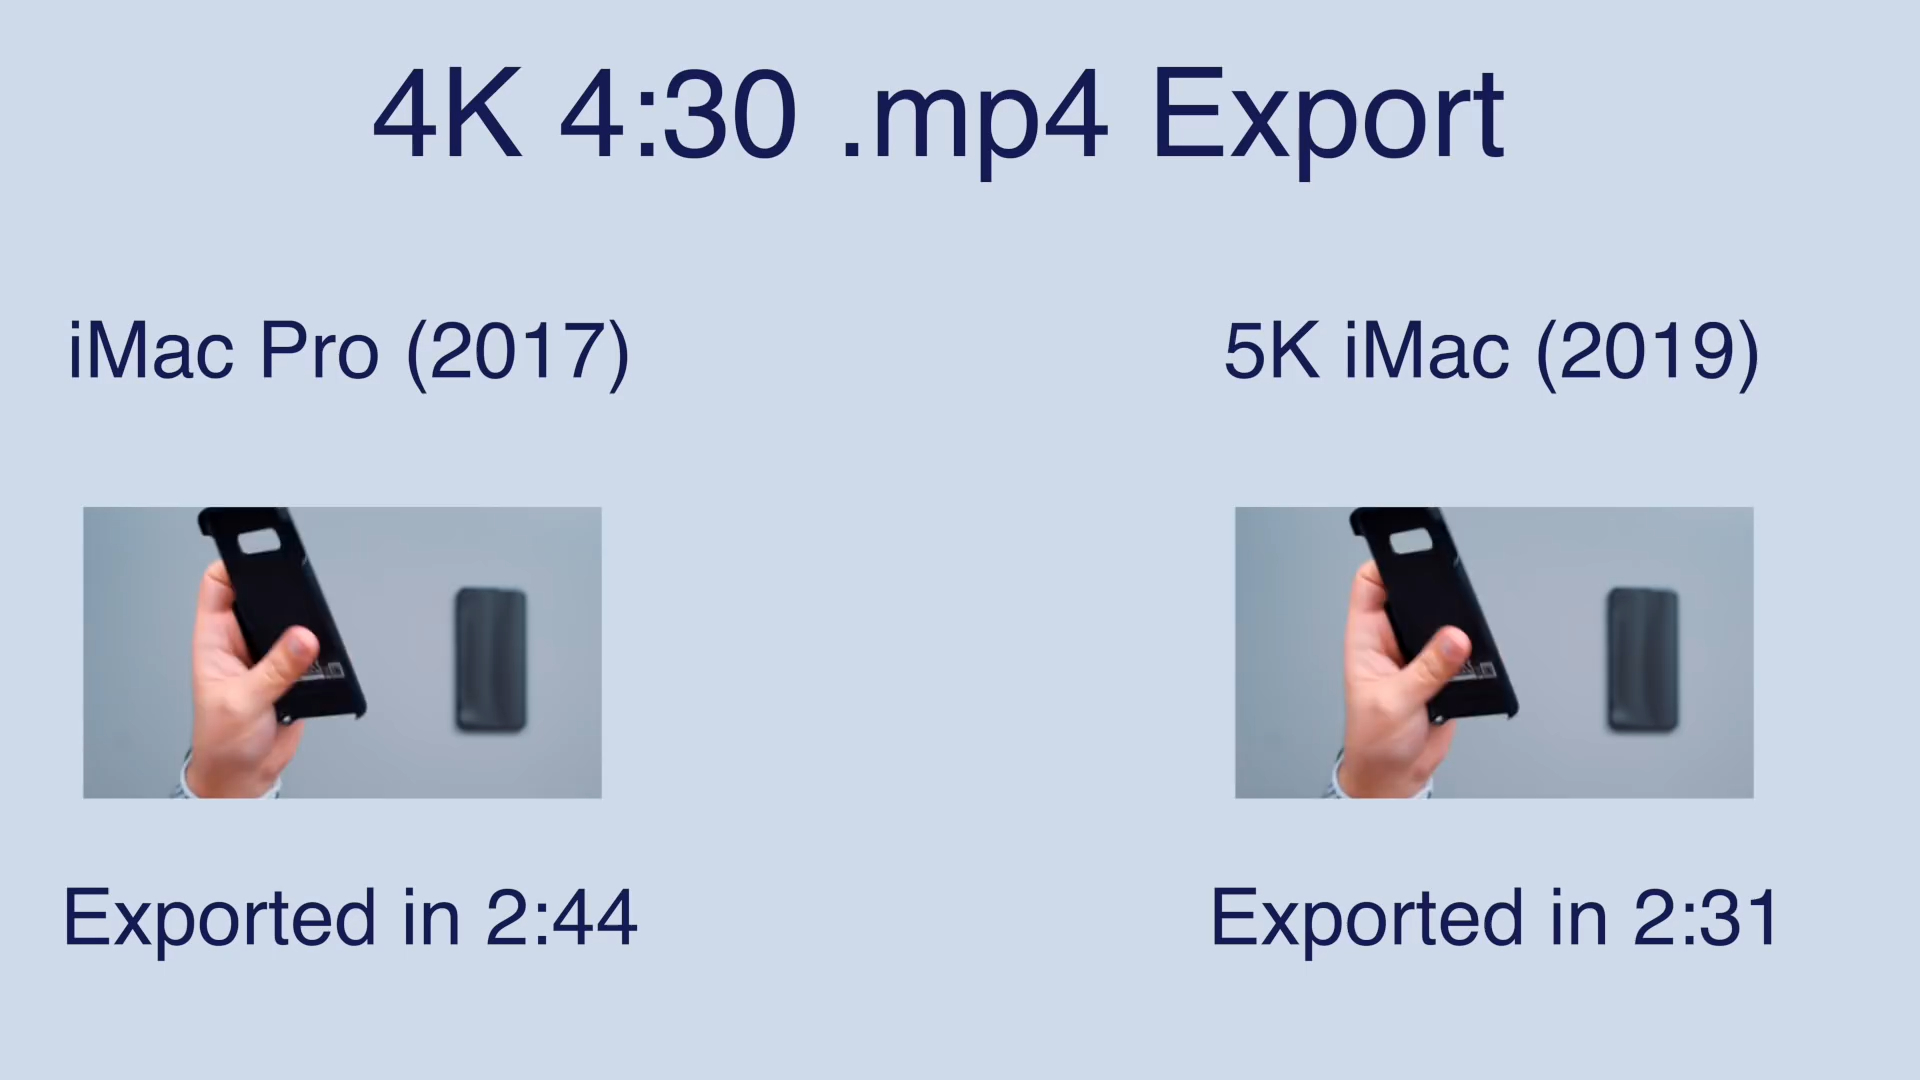 4K 4:30 .mp4 Export
iMac Pro (2017)
5K iMac (2019)
Exported in 2:44
Exported in 2:31